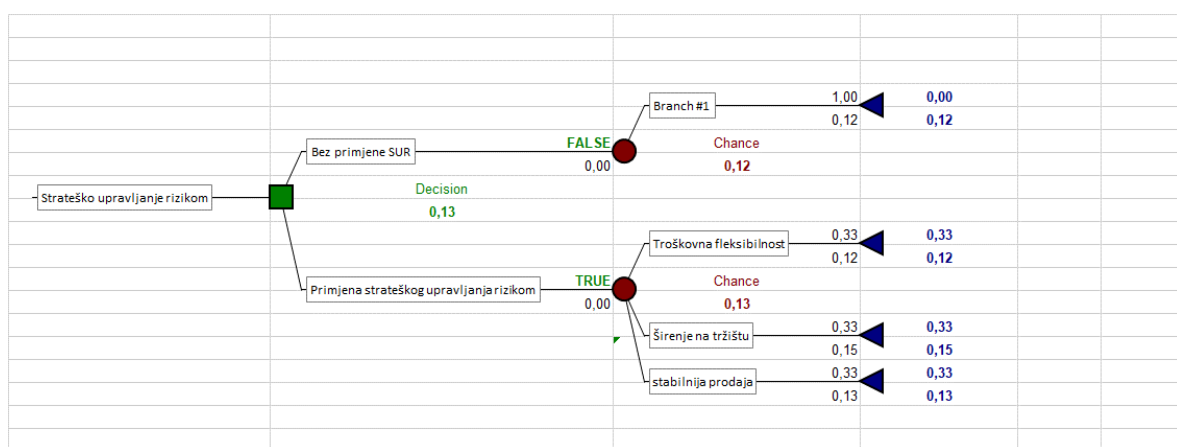 1,00 0,00
Branch #1
0,12 0,12
FALSE Chance
Bez primjene SUR
0,00 0,12
Decision
Strateško upravljanje rizikom
0,13
0,33 0,33
Troškovna fleksibilnost
0,12 0,12
TRUE Chance
Primjena strateškog upravljanja rizikom
0,00 0,13
0,33 0,33
Širenje na tržištu
0,15 0,15
0,33 0,33
stabilnija prodaja
0,13 0,13